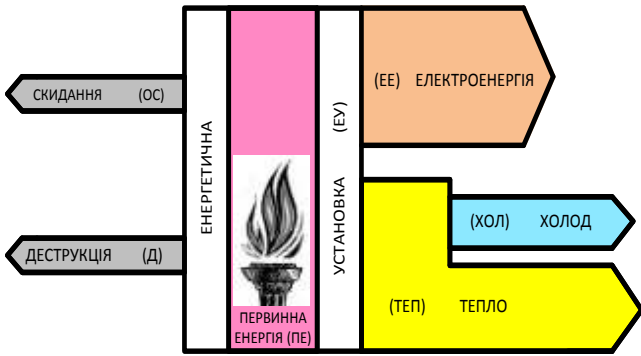 СКИДАННЯ (ОС)
ДЕСТРУКЦІЯ (Д)
ЕНЕРГЕТИЧНА
ПЕРВИННА
ЕНЕРГІЯ (ПЕ)
УСТАНОВКА (ЕУ)
(ЕЕ) ЕЛЕКТРОЕНЕРГІЯ
(ХОЛ) ХОЛОД
(ТЕП) ТЕПЛО